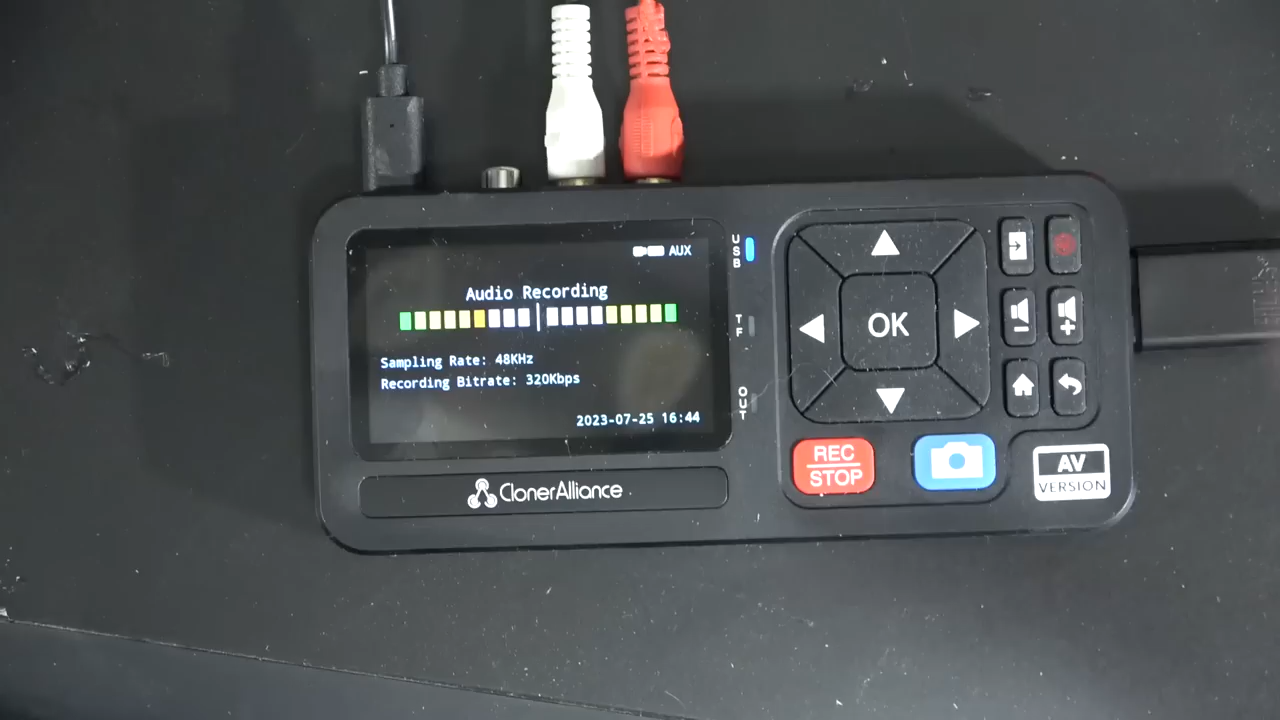 AUX
Audio Recording
Sampling Rate: 48KHz
Recording Bitrate: 320Kbps
2023-07-25 16:44
ClonerAlliance
USB
TF
OUT
OK
REC
STOP
AV
VERSION